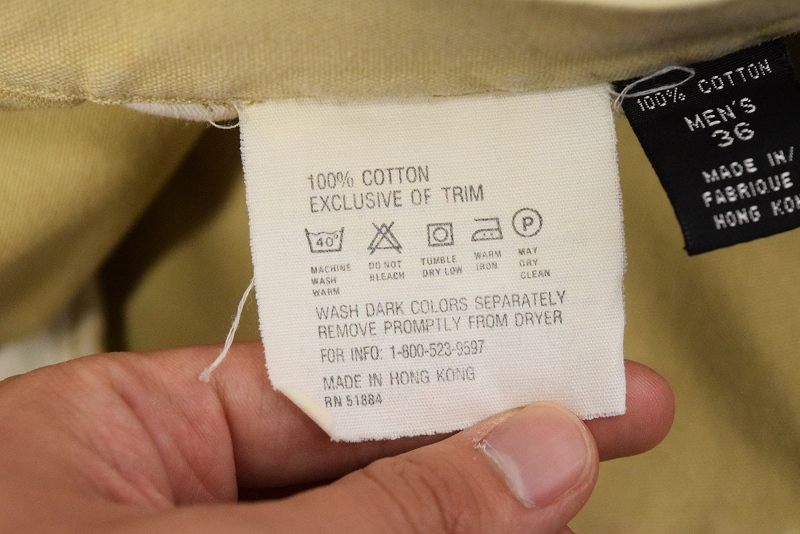 100% COTTON
EXCLUSIVE OF TRIM
40°
P
MACHINE WASH WARM
DO NOT BLEACH
TUMBLE DRY LOW
WARM IRON
MAY DRY CLEAN
WASH DARK COLORS SEPARATELY
REMOVE PROMPTLY FROM DRYER
FOR INFO: 1-800-523-9597
MADE IN HONG KONG
RN 51884
100% COTTON
MEN'S
36
MADE IN/
FABRIQUE
HONG KON